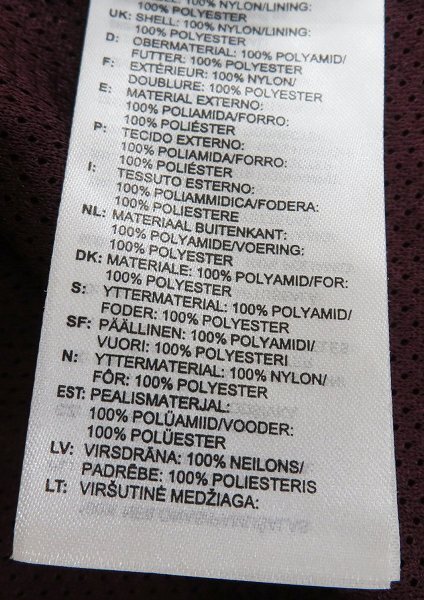 100% NYLON/LINING:
100% POLYESTER
UK: SHELL: 100% NYLON/LINING:
100% POLYESTER
D: OBERMATERIAL: 100% POLYAMID/
FUTTER: 100% POLYESTER
F: EXTÉRIEUR: 100% NYLON/
DOUBLURE: 100% POLYESTER
E: MATERIAL EXTERNO:
100% POLIAMIDA/FORRO:
100% POLIÉSTER
P: TECIDO EXTERNO:
100% POLIAMIDA/FORRO:
100% POLIÉSTER
I: TESSUTO ESTERNO:
100% POLIAMMIDICA/FODERA:
100% POLIESTERE
NL: MATERIAAL BUITENKANT:
100% POLYAMIDE/VOERING:
100% POLYESTER
DK: MATERIALE: 100% POLYAMID/FOR:
100% POLYESTER
S: YTTERMATERIAL: 100% POLYAMID/
FODER: 100% POLYESTER
SF: PÄÄLLINEN: 100% POLYAMIDI/
VUORI: 100% POLYESTERI
N: YTTERMATERIAL: 100% NYLON/
FÔR: 100% POLYESTER
EST: PEALISMATERJAL:
100% POLÜAMIID/VOODER:
100% POLÜESTER
LV: VIRSDRĀNA: 100% NEILONS/
PADRĒBE: 100% POLIESTERIS
LT: VIRŠUTINĖ MEDŽIAGA: